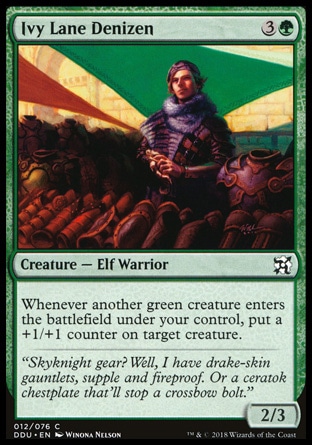 Ivy Lane Denizen 3
Creature — Elf Warrior
Whenever another green creature enters
the battlefield under your control, put a
+1/+1 counter on target creature.
“Skyknight gear? Well, I have drake-skin
gauntlets, supple and fireproof. Or a ceratok
chestplate that’ll stop a crossbow bolt.”
2/3
012/076 C
DDU • EN Winona Nelson ™ & © 2018 Wizards of the Coast